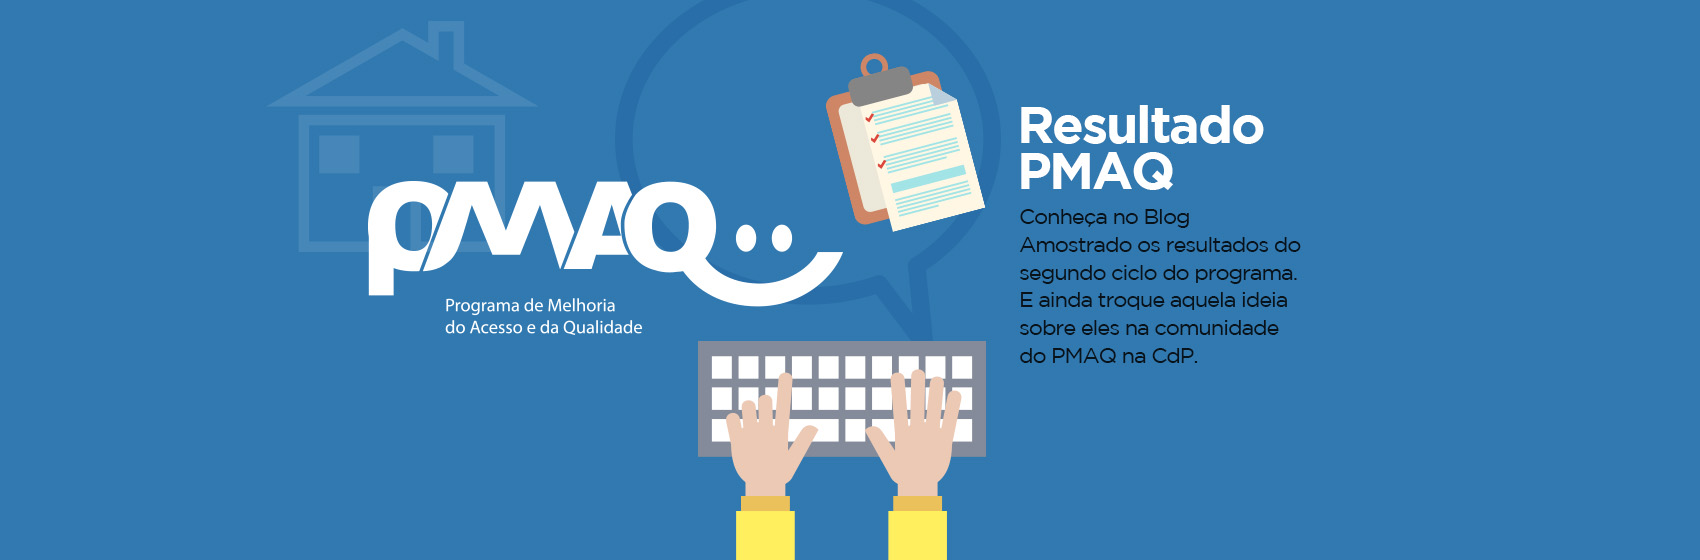 PMAQ
Programa de Melhoria
do Acesso e da Qualidade
Resultado
PMAQ
Conheça no Blog
Amostrado os resultados do
segundo ciclo do programa.
E ainda troque aquela ideia
sobre eles na comunidade
do PMAQ na CdP.